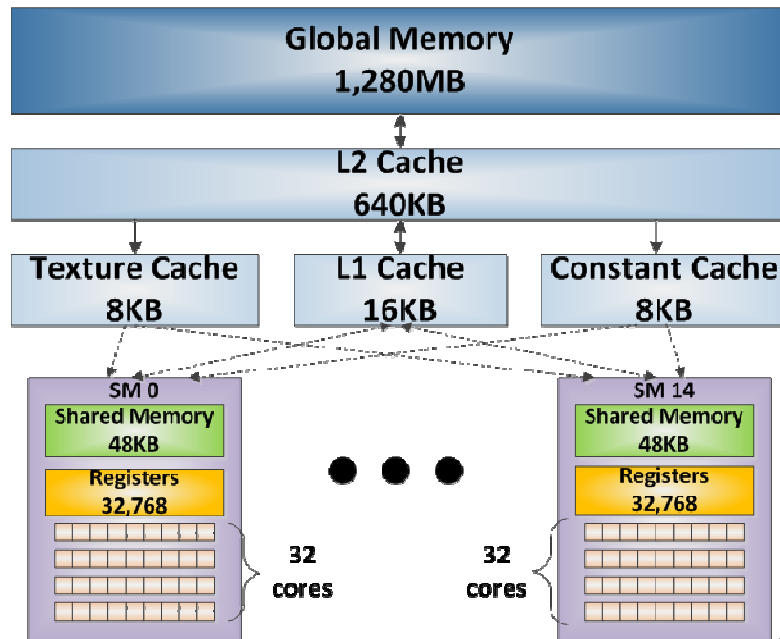 Global Memory
1,280MB
L2 Cache
640KB
Texture Cache
8KB
L1 Cache
16KB
Constant Cache
8KB
SM 0
Shared Memory
48KB
Registers
32,768
32
cores
SM 14
Shared Memory
48KB
Registers
32,768
32
cores